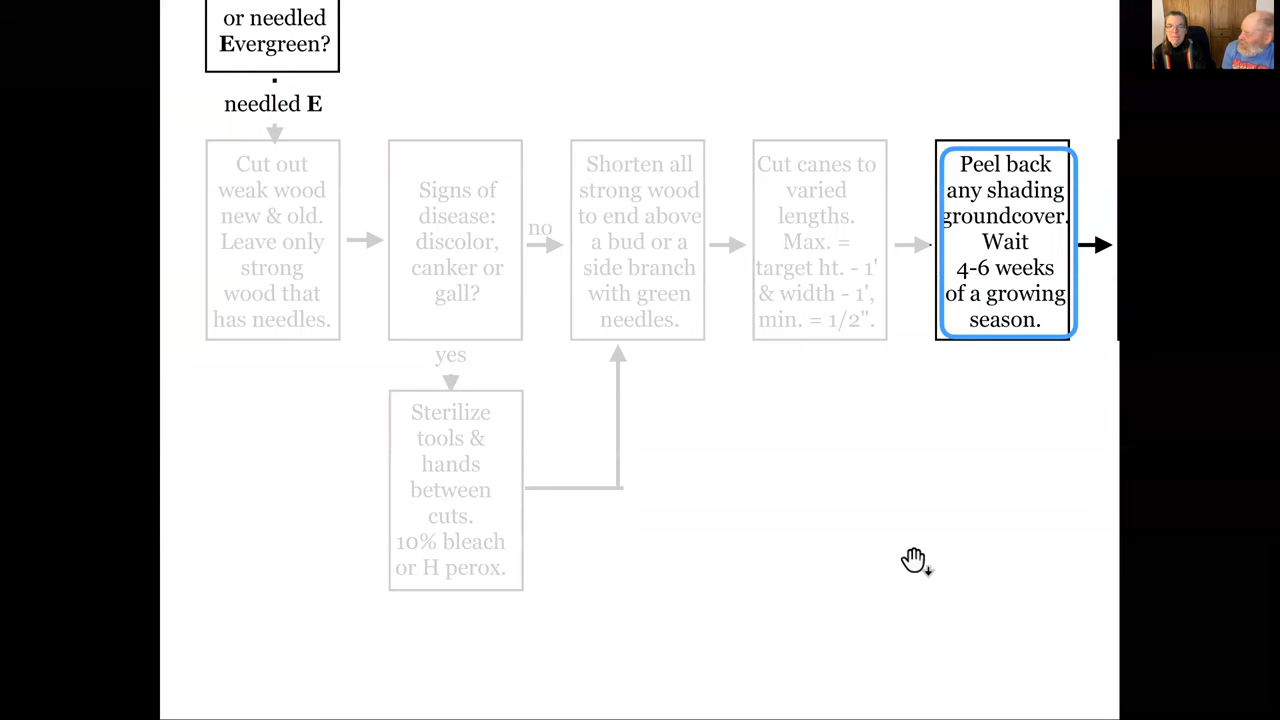 or needled
Evergreen?
needled E
Cut out
weak wood
new & old.
Leave only
strong
wood that
has needles.
Signs of
disease:
discolor,
canker or
gall?
no
yes
Sterilize
tools &
hands
between
cuts.
10% bleach
or H perox.
Shorten all
strong wood
to end above
a bud or a
side branch
with green
needles.
Cut canes to
varied
lengths.
Max. =
target ht. - 1'
& width - 1',
min. = 1/2".
Peel back
any shading
groundcover.
Wait
4-6 weeks
of a growing
season.